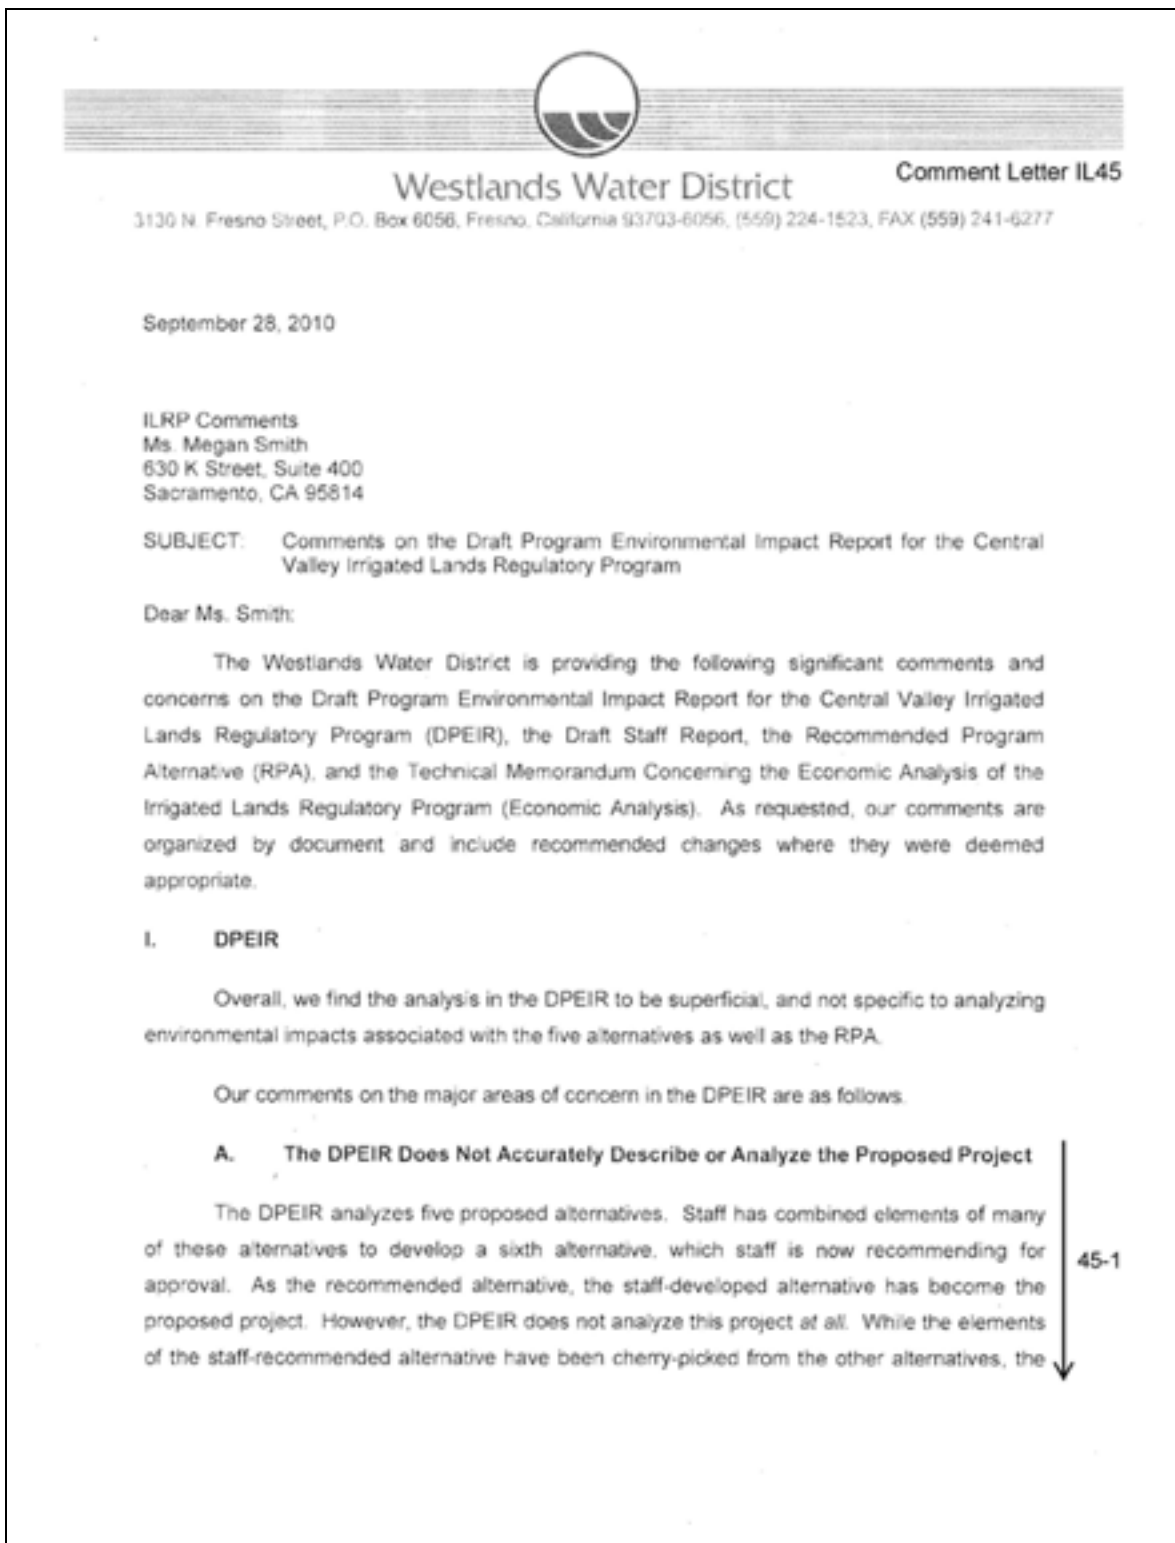 Comment Letter IL45
Westlands Water District
3130 N. Fresno Street, P.O. Box 6056, Fresno, California 93703-6056, (559) 224-1523, FAX (559) 241-6277
September 28, 2010
ILRP Comments
Ms. Megan Smith
630 K Street, Suite 400
Sacramento, CA 95814
SUBJECT: Comments on the Draft Program Environmental Impact Report for the Central
Valley Irrigated Lands Regulatory Program
Dear Ms. Smith:
The Westlands Water District is providing the following significant comments and
concerns on the Draft Program Environmental Impact Report for the Central Valley Irrigated
Lands Regulatory Program (DPEIR), the Draft Staff Report, the Recommended Program
Alternative (RPA), and the Technical Memorandum Concerning the Economic Analysis of the
Irrigated Lands Regulatory Program (Economic Analysis). As requested, our comments are
organized by document and include recommended changes where they were deemed
appropriate.
I. DPEIR
Overall, we find the analysis in the DPEIR to be superficial, and not specific to analyzing
environmental impacts associated with the five alternatives as well as the RPA.
Our comments on the major areas of concern in the DPEIR are as follows.
A. The DPEIR Does Not Accurately Describe or Analyze the Proposed Project
The DPEIR analyzes five proposed alternatives. Staff has combined elements of many
of these alternatives to develop a sixth alternative, which staff is now recommending for
approval. As the recommended alternative, the staff-developed alternative has become the
proposed project. However, the DPEIR does not analyze this project at all. While the elements
of the staff-recommended alternative have been cherry-picked from the other alternatives, the
45-1